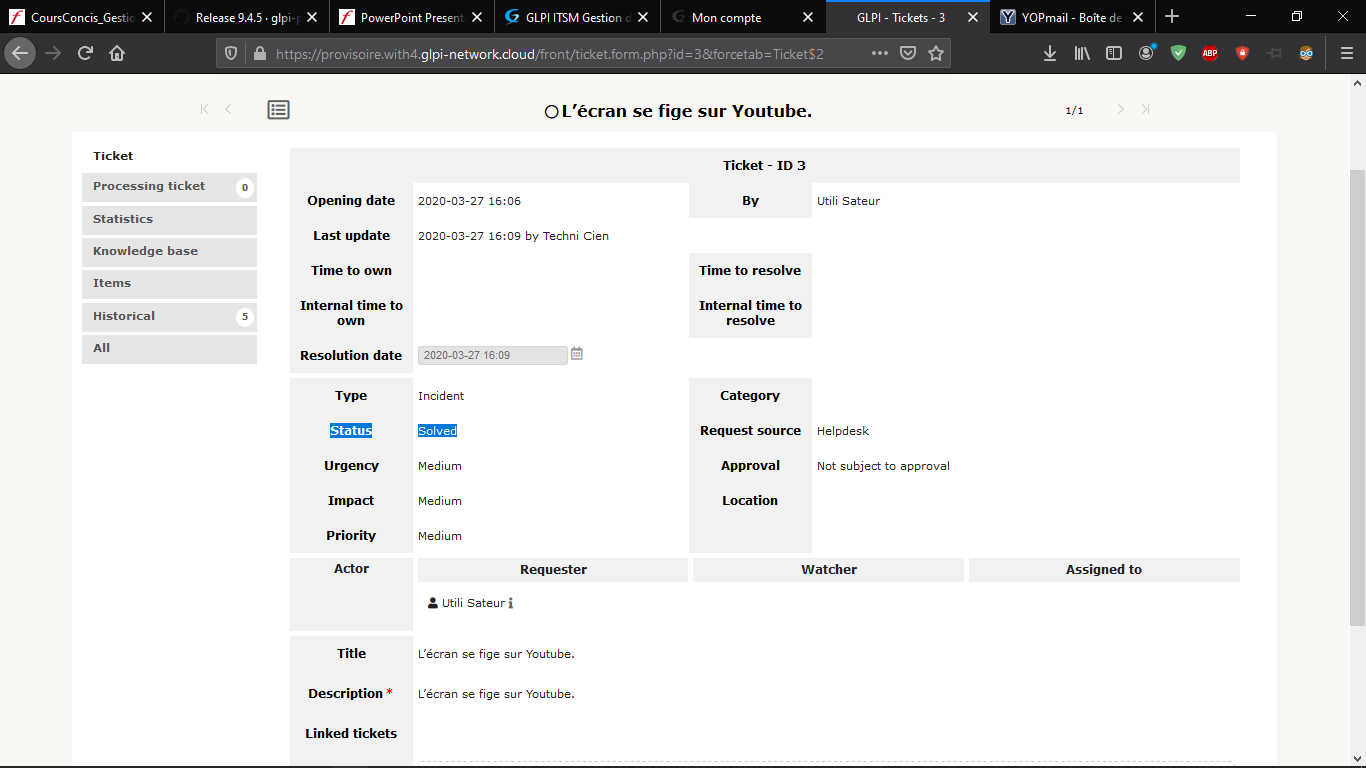 CoursConcis_Gestio
Release 9.4.5 · glpi-p
PowerPoint Present
GLPI ITSM Gestion d
Mon compte
GLPI - Tickets - 3
YOPmail - Boîte de r
https://provisoire.with4.glpi-network.cloud/front/ticket.form.php?id=3&forcetab=Ticket$2
ABP
L’écran se fige sur Youtube.
1/1
Ticket
Processing ticket 0
Statistics
Knowledge base
Items
Historical 5
All
Ticket - ID 3
Opening date 2020-03-27 16:06 By Utili Sateur
Last update 2020-03-27 16:09 by Techni Cien
Time to own Time to resolve
Internal time to own Internal time to resolve
Resolution date 2020-03-27 16:09
Type Incident Category
Status Solved Request source Helpdesk
Urgency Medium Approval Not subject to approval
Impact Medium Location
Priority Medium
Actor Requester Watcher Assigned to
Utili Sateur
Title L’écran se fige sur Youtube.
Description * L’écran se fige sur Youtube.
Linked tickets